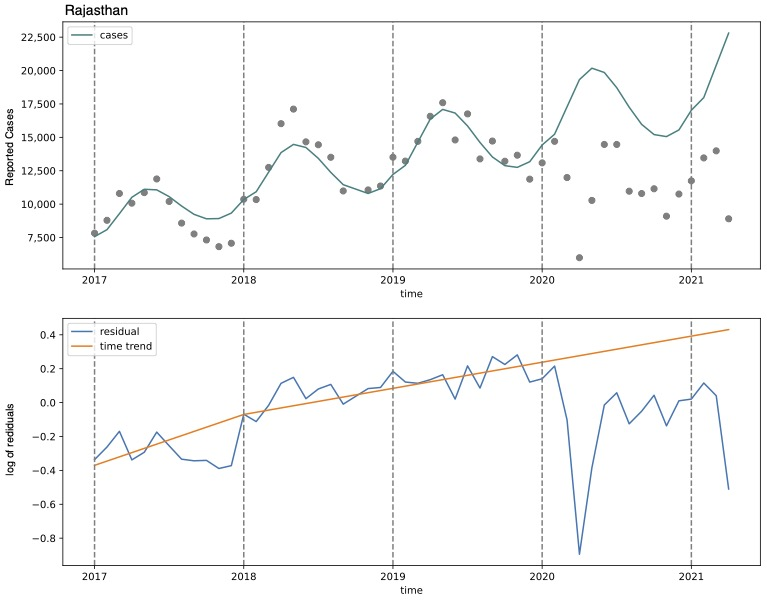 Rajasthan
22,500
20,000
17,500
15,000
12,500
10,000
7,500
Reported Cases
cases
2017 2018 2019 2020 2021
time
0.4
0.2
0.0
−0.2
−0.4
−0.6
−0.8
log of rediduals
residual
time trend
2017 2018 2019 2020 2021
time